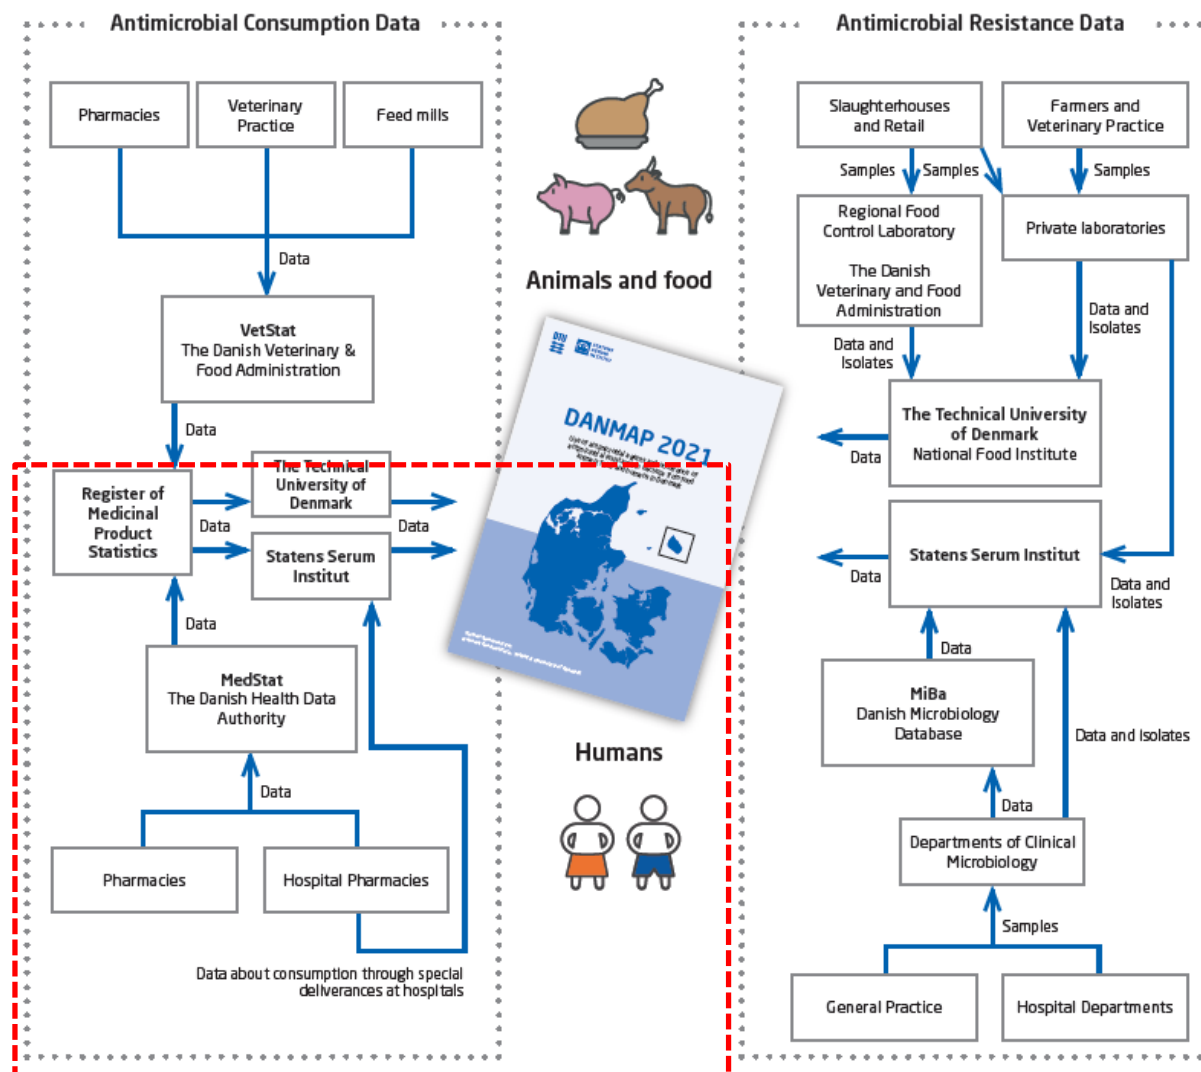 Antimicrobial Consumption Data
Pharmacies
Veterinary
Practice
Feed mills
Data
VetStat
The Danish Veterinary &
Food Administration
Data
Register of
Medicinal
Product
Statistics
Data
The Technical
University of
Denmark
Statens Serum
Institut
Data
Data
MedStat
The Danish Health Data
Authority
Data
Pharmacies
Hospital Pharmacies
Data about consumption through special
deliverances at hospitals
Animals and food
DANMAP 2021
Humans
Antimicrobial Resistance Data
Slaughterhouses
and Retail
Farmers and
Veterinary Practice
Samples
Samples
Samples
Regional Food
Control Laboratory
The Danish
Veterinary and Food
Administration
Private laboratories
Data and
Isolates
Data and
Isolates
The Technical University
of Denmark
National Food Institute
Data
Statens Serum Institut
Data
Data and
Isolates
Data
MiBa
Danish Microbiology
Database
Data and Isolates
Data
Departments of Clinical
Microbiology
Samples
General Practice
Hospital Departments